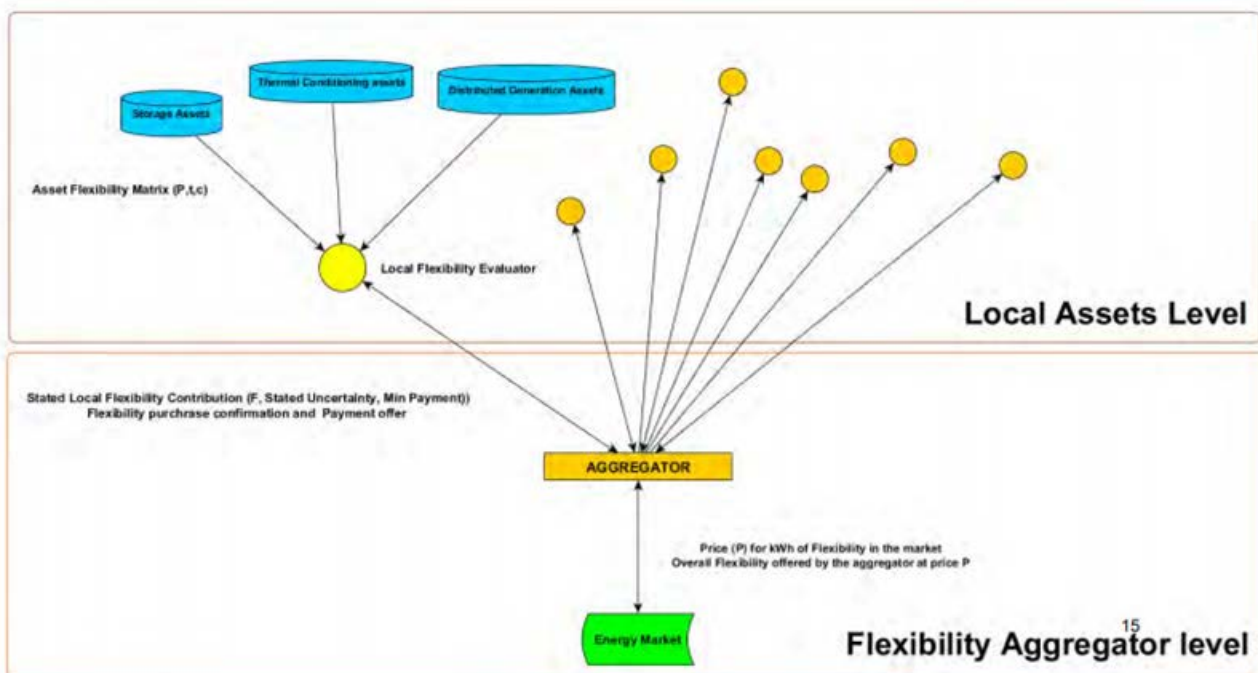 Thermal Conditioning assets
Distributed Generation Assets
Storage Assets
Asset Flexibility Matrix (P,t,c)
Local Flexibility Evaluator
Local Assets Level
Stated Local Flexibility Contribution (F, Stated Uncertainty, Min Payment))
Flexibility purchrase confirmation and Payment offer
AGGREGATOR
Price (P) for kWh of Flexibility in the market
Overall Flexibility offered by the aggregator at price P
Energy Market
15
Flexibility Aggregator level